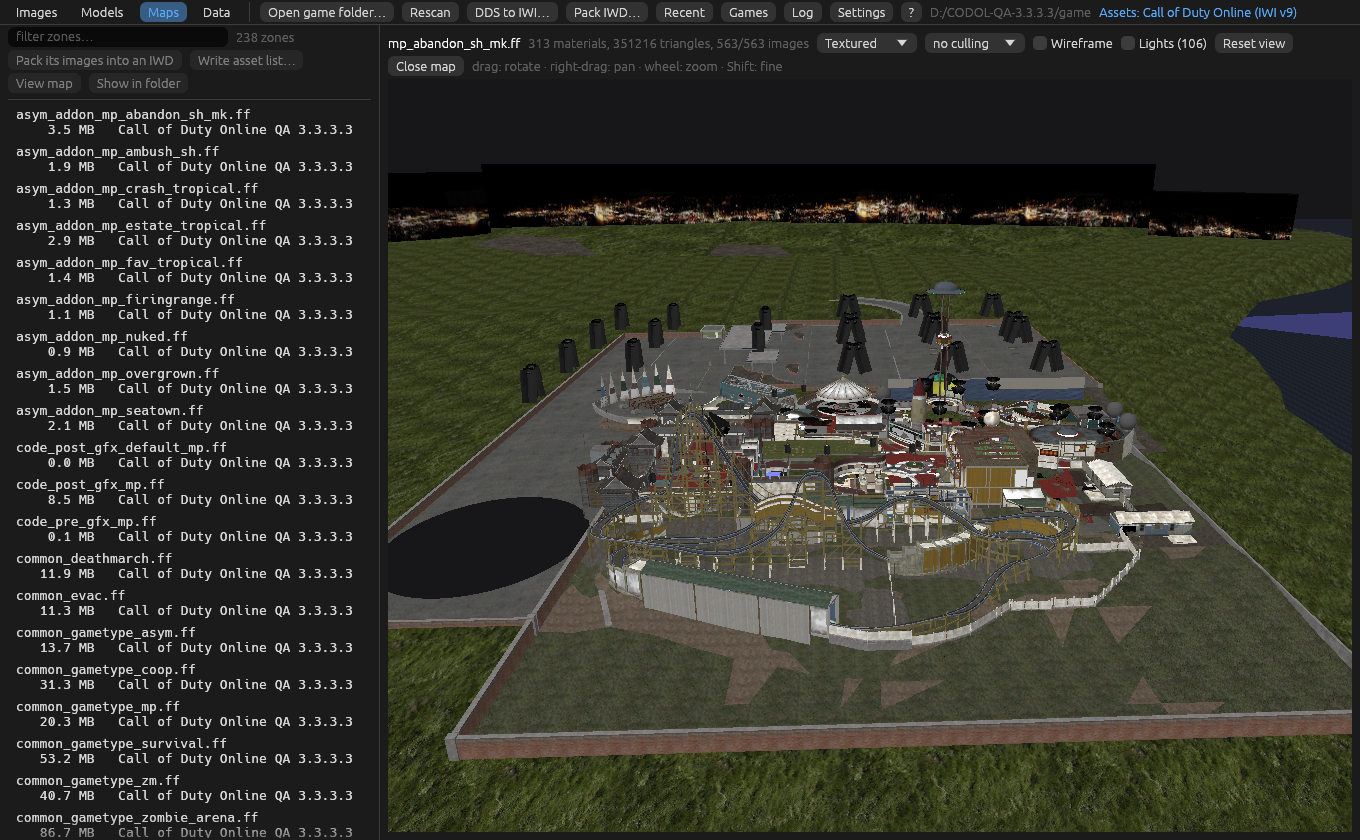 Images Models Maps Data Open game folder... Rescan DDS to IWI... Pack IWD... Recent Games Log Settings ? D:/CODOL-QA-3.3.3.3/game Assets: Call of Duty Online (IWI v9)
filter zones... 238 zones
Pack its images into an IWD Write asset list...
View map Show in folder
asym_addon_mp_abandon_sh_mk.ff
3.5 MB Call of Duty Online QA 3.3.3.3
asym_addon_mp_ambush_sh.ff
1.9 MB Call of Duty Online QA 3.3.3.3
asym_addon_mp_crash_tropical.ff
1.3 MB Call of Duty Online QA 3.3.3.3
asym_addon_mp_estate_tropical.ff
2.9 MB Call of Duty Online QA 3.3.3.3
asym_addon_mp_fav_tropical.ff
1.4 MB Call of Duty Online QA 3.3.3.3
asym_addon_mp_firingrange.ff
1.1 MB Call of Duty Online QA 3.3.3.3
asym_addon_mp_nuked.ff
0.9 MB Call of Duty Online QA 3.3.3.3
asym_addon_mp_overgrown.ff
1.5 MB Call of Duty Online QA 3.3.3.3
asym_addon_mp_seatown.ff
2.1 MB Call of Duty Online QA 3.3.3.3
code_post_gfx_default_mp.ff
0.0 MB Call of Duty Online QA 3.3.3.3
code_post_gfx_mp.ff
8.5 MB Call of Duty Online QA 3.3.3.3
code_pre_gfx_mp.ff
0.1 MB Call of Duty Online QA 3.3.3.3
common_deathmarch.ff
11.9 MB Call of Duty Online QA 3.3.3.3
common_evac.ff
11.3 MB Call of Duty Online QA 3.3.3.3
common_gametype_asym.ff
13.7 MB Call of Duty Online QA 3.3.3.3
common_gametype_coop.ff
31.3 MB Call of Duty Online QA 3.3.3.3
common_gametype_mp.ff
20.3 MB Call of Duty Online QA 3.3.3.3
common_gametype_survival.ff
53.2 MB Call of Duty Online QA 3.3.3.3
common_gametype_zm.ff
40.7 MB Call of Duty Online QA 3.3.3.3
common_gametype_zombie_arena.ff
86.7 MB Call of Duty Online QA 3.3.3.3
mp_abandon_sh_mk.ff 313 materials, 351216 triangles, 563/563 images Textured no culling Wireframe Lights (106) Reset view
Close map drag: rotate · right-drag: pan · wheel: zoom · Shift: fine